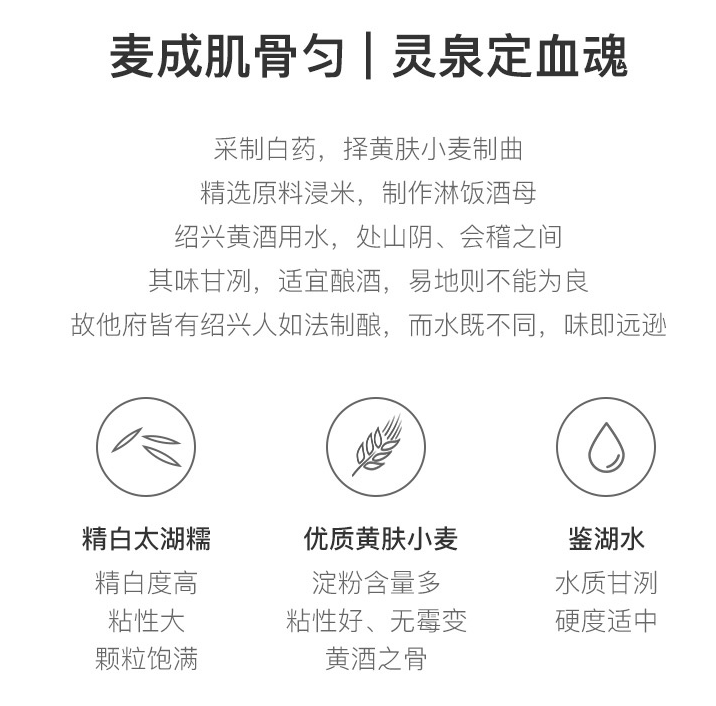 麦成肌骨匀 | 灵泉定血魂
采制白药，择黄肤小麦制曲
精选原料浸米，制作淋饭酒母
绍兴黄酒用水，处山阴、会稽之间
其味甘冽，适宜酿酒，易地则不能为良
故他府皆有绍兴人如法制酿，而水既不同，味即远逊
精白太湖糯
精白度高
粘性大
颗粒饱满
优质黄肤小麦
淀粉含量多
粘性好、无霉变
黄酒之骨
鉴湖水
水质甘洌
硬度适中